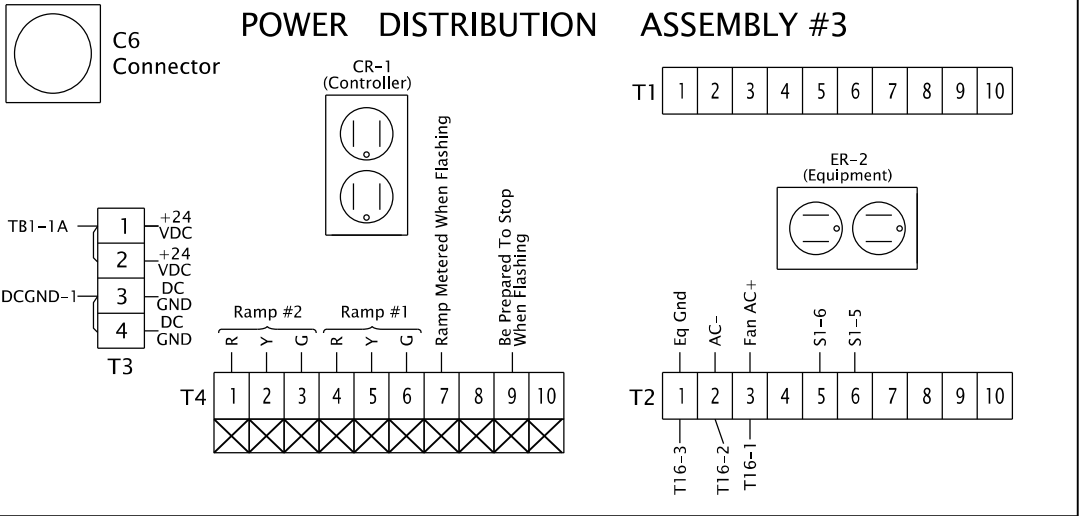 POWER DISTRIBUTION ASSEMBLY #3
C6
Connector
CR-1
(Controller)
T1 1 2 3 4 5 6 7 8 9 10
ER-2
(Equipment)
TB1-1A
1 +24 VDC
2 +24 VDC
DCGND-1
3 DC GND
4 DC GND
T3
Ramp #2
Ramp #1
R Y G R Y G
Ramp Metered When Flashing
Be Prepared To Stop
When Flashing
T4 1 2 3 4 5 6 7 8 9 10
Eq Gnd
AC-
Fan AC+
S1-6
S1-5
T2 1 2 3 4 5 6 7 8 9 10
T16-3
T16-2
T16-1